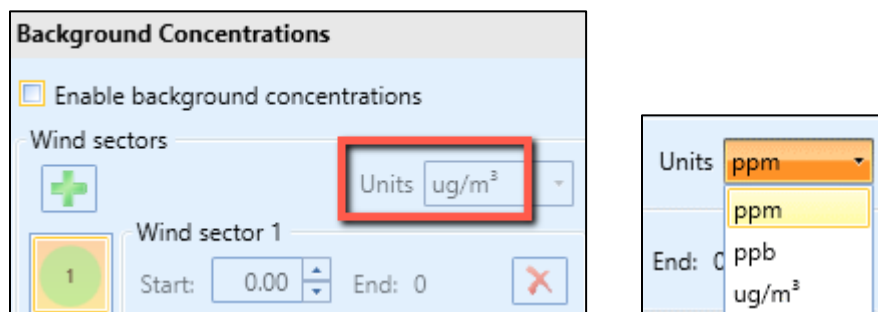 Background Concentrations
Enable background concentrations
Wind sectors
Units ug/m³
Wind sector 1
1
Start: 0.00 End: 0
Units ppm
ppm
End: 0 ppb
ug/m³